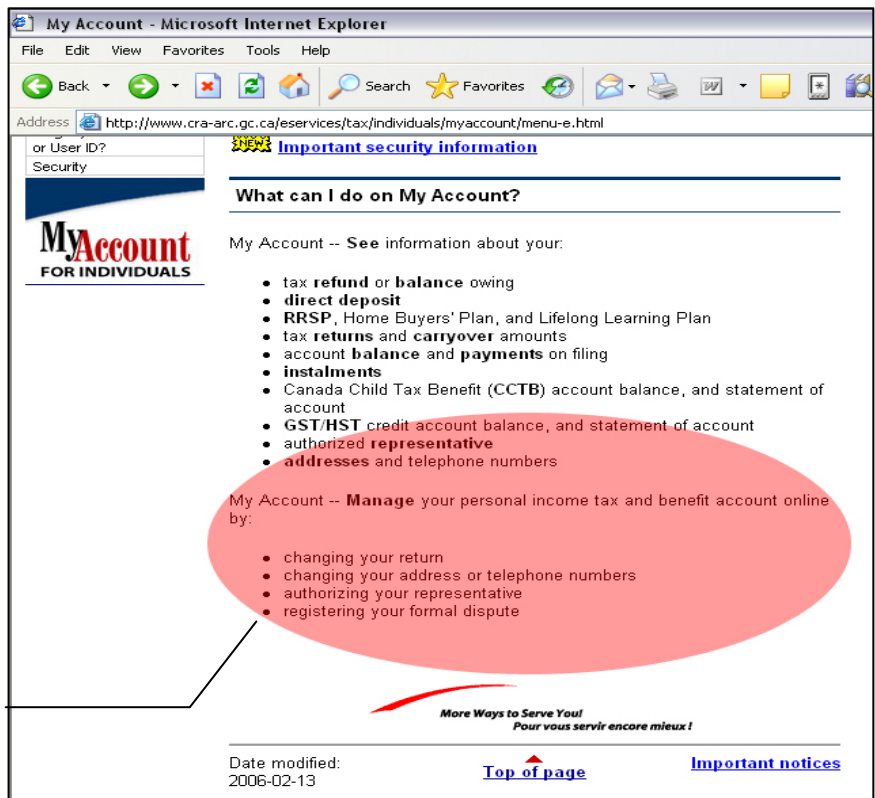 My Account - Microsoft Internet Explorer
File Edit View Favorites Tools Help
Back Search Favorites
Address http://www.cra-arc.gc.ca/eservices/tax/individuals/myaccount/menu-e.html
or User ID?
Security
NEW! Important security information
What can I do on My Account?
MyAccount
FOR INDIVIDUALS
My Account -- See information about your:
• tax refund or balance owing
• direct deposit
• RRSP, Home Buyers' Plan, and Lifelong Learning Plan
• tax returns and carryover amounts
• account balance and payments on filing
• instalments
• Canada Child Tax Benefit (CCTB) account balance, and statement of
account
• GST/HST credit account balance, and statement of account
• authorized representative
• addresses and telephone numbers
My Account -- Manage your personal income tax and benefit account online
by:
• changing your return
• changing your address or telephone numbers
• authorizing your representative
• registering your formal dispute
More Ways to Serve You!
Pour vous servir encore mieux !
Date modified:
2006-02-13
Top of page
Important notices